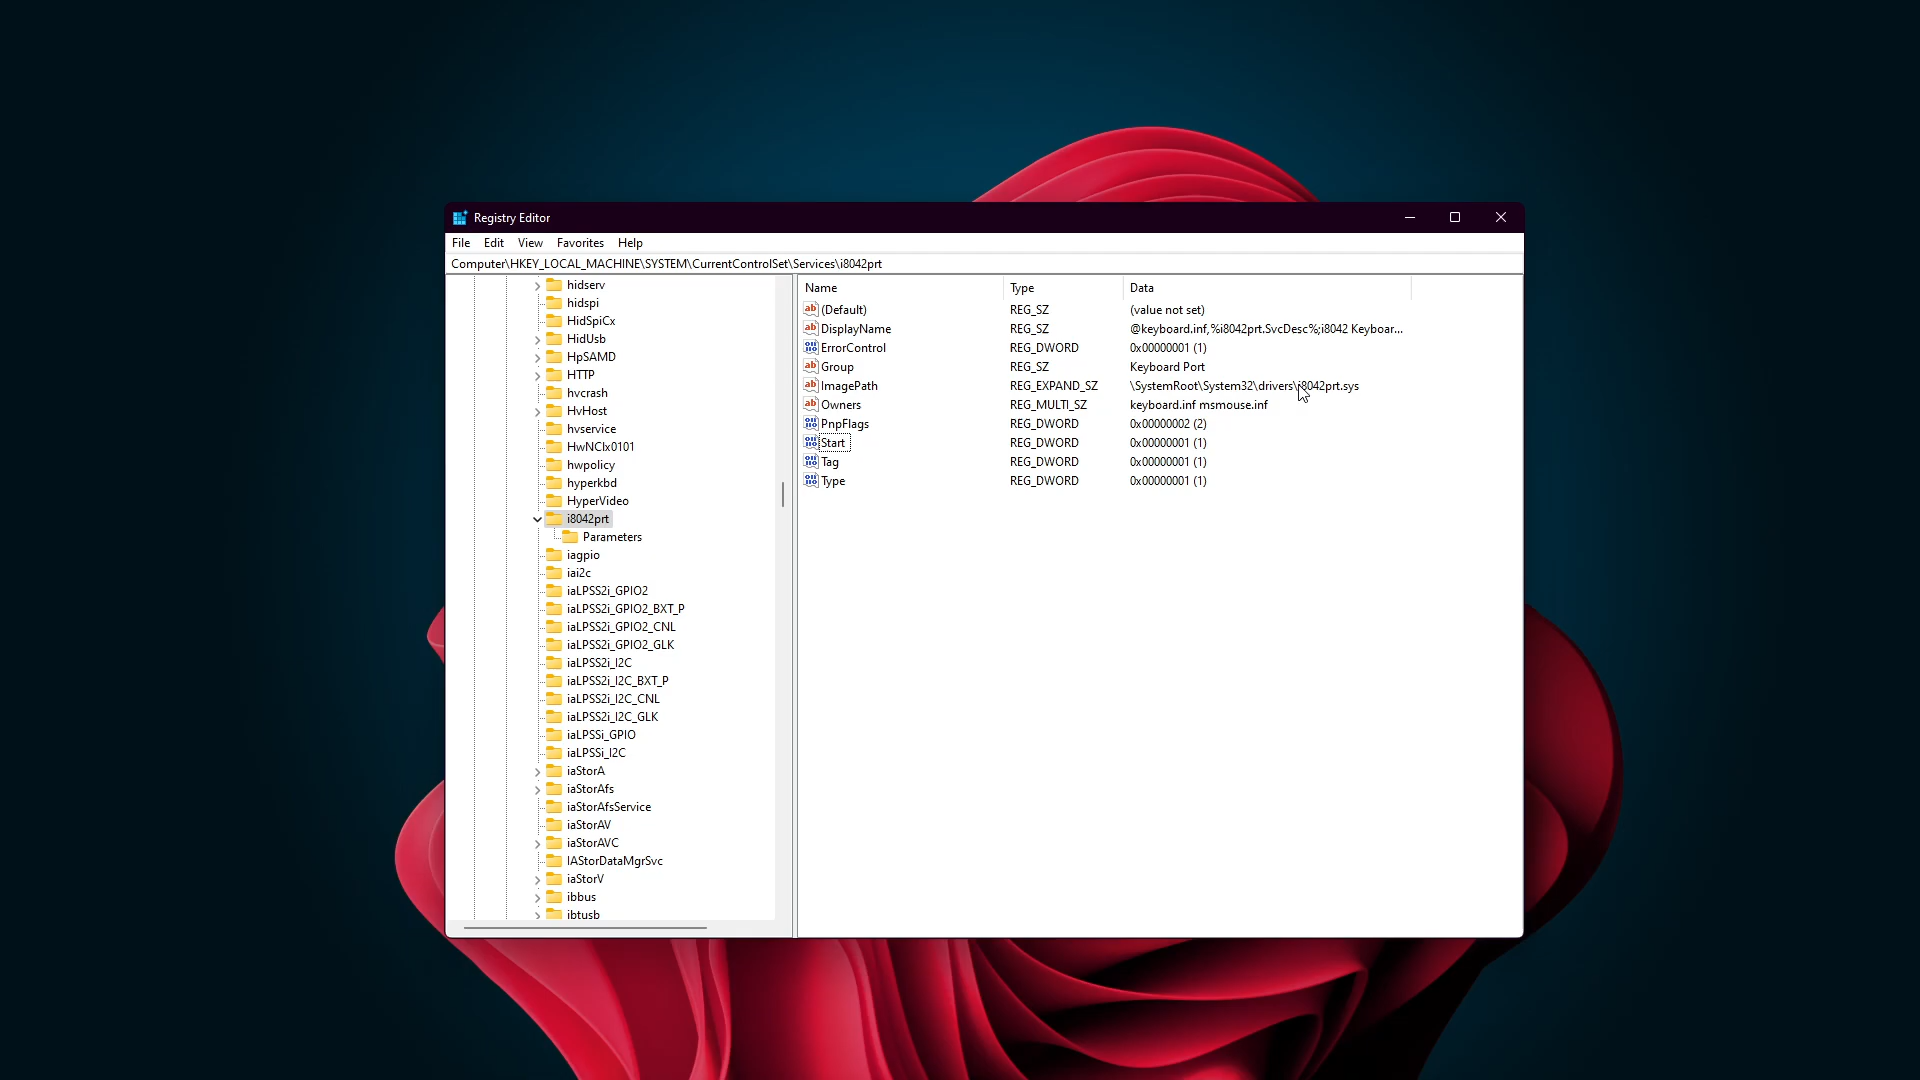 Registry Editor
File Edit View Favorites Help
Computer\HKEY_LOCAL_MACHINE\SYSTEM\CurrentControlSet\Services\i8042prt
hidserv
hidspi
HidSpiCx
HidUsb
HpSAMD
HTTP
hvcrash
HvHost
hvservice
HwNClx0101
hwpolicy
hyperkbd
HyperVideo
i8042prt
Parameters
iagpio
iai2c
iaLPSS2i_GPIO2
iaLPSS2i_GPIO2_BXT_P
iaLPSS2i_GPIO2_CNL
iaLPSS2i_GPIO2_GLK
iaLPSS2i_I2C
iaLPSS2i_I2C_BXT_P
iaLPSS2i_I2C_CNL
iaLPSS2i_I2C_GLK
iaLPSSi_GPIO
iaLPSSi_I2C
iaStorA
iaStorAfs
iaStorAfsService
iaStorAV
iaStorAVC
IAStorDataMgrSvc
iaStorV
ibbus
ibtusb
Name Type Data
(Default) REG_SZ (value not set)
DisplayName REG_SZ @keyboard.inf,%i8042prt.SvcDesc%;i8042 Keyboar...
ErrorControl REG_DWORD 0x00000001 (1)
Group REG_SZ Keyboard Port
ImagePath REG_EXPAND_SZ \SystemRoot\System32\drivers\i8042prt.sys
Owners REG_MULTI_SZ keyboard.inf msmouse.inf
PnpFlags REG_DWORD 0x00000002 (2)
Start REG_DWORD 0x00000001 (1)
Tag REG_DWORD 0x00000001 (1)
Type REG_DWORD 0x00000001 (1)